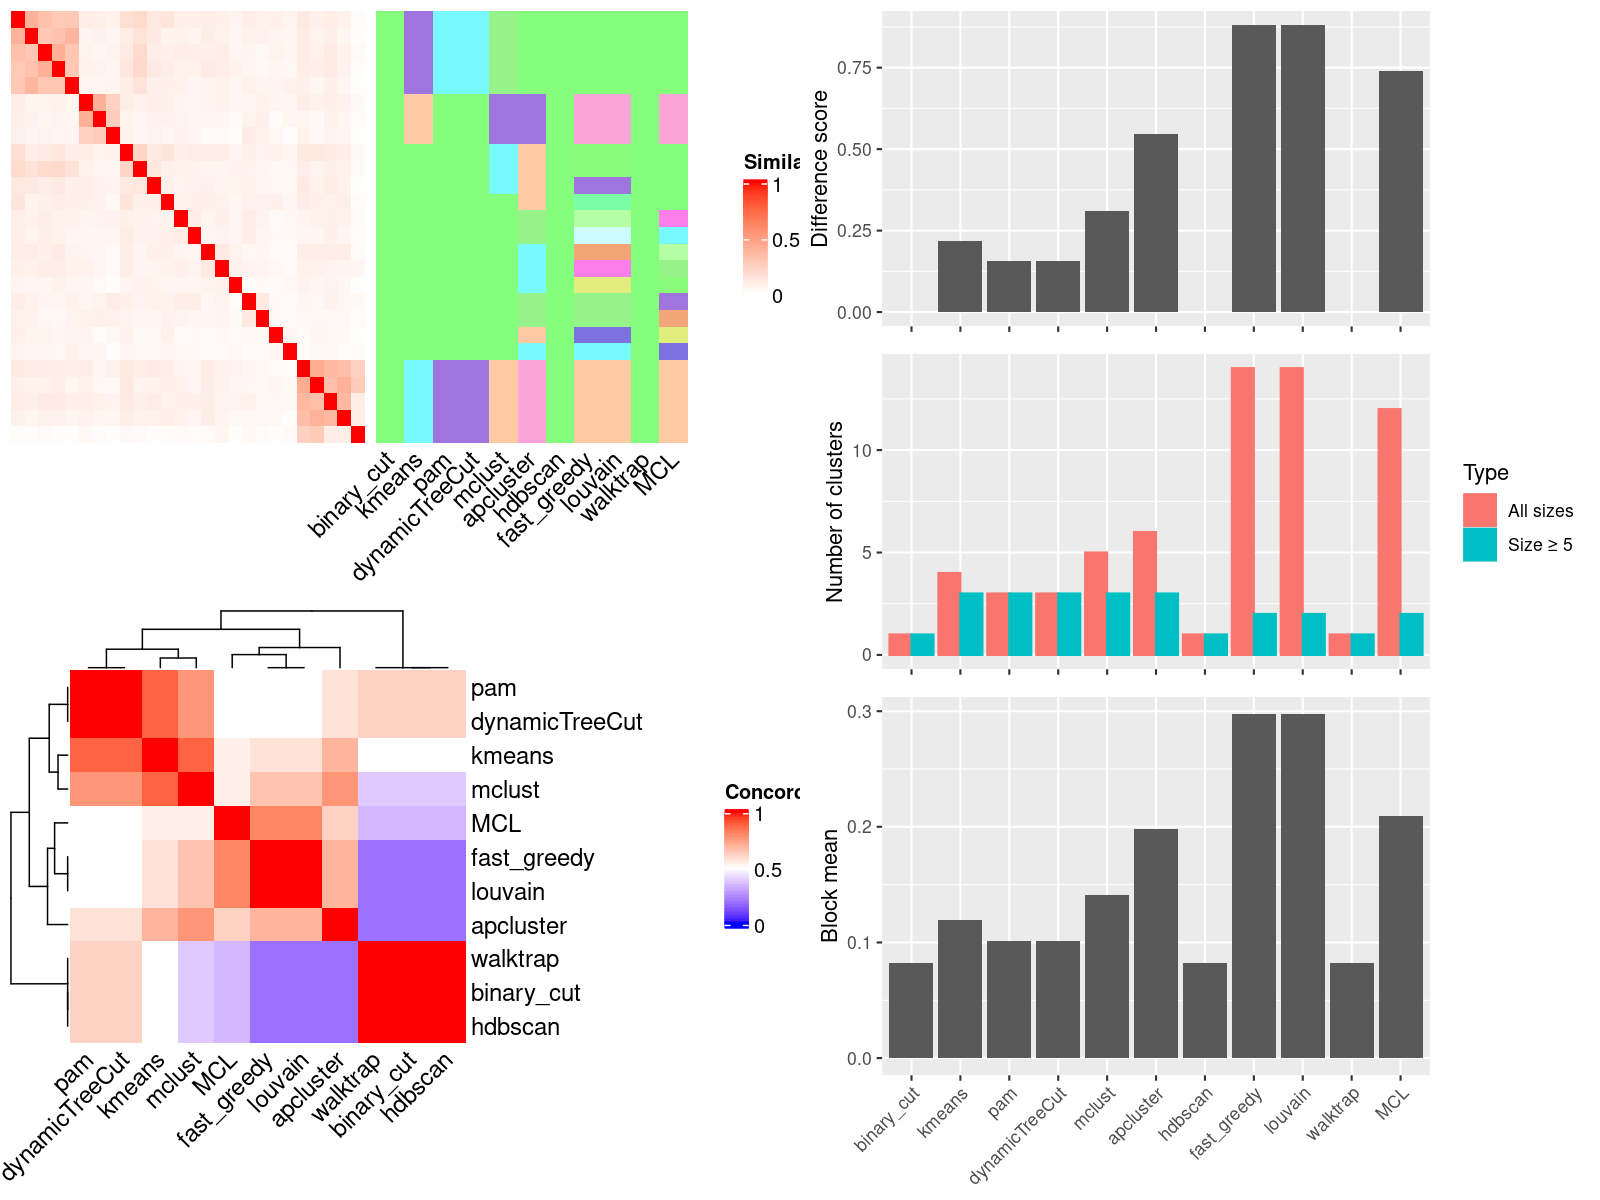 Simila
1
0.5
0
binary_cut
kmeans
pam
dynamicTreeCut
mclust
apcluster
hdbscan
fast_greedy
louvain
walktrap
MCL
pam
dynamicTreeCut
kmeans
mclust
MCL
fast_greedy
louvain
apcluster
walktrap
binary_cut
hdbscan
Concord
1
0.5
0
pam
dynamicTreeCut
kmeans
mclust
MCL
fast_greedy
louvain
apcluster
walktrap
binary_cut
hdbscan
Difference score
0.75
0.50
0.25
0.00
Number of clusters
10
5
0
Type
All sizes
Size ≥ 5
Block mean
0.3
0.2
0.1
0.0
binary_cut
kmeans
pam
dynamicTreeCut
mclust
apcluster
hdbscan
fast_greedy
louvain
walktrap
MCL